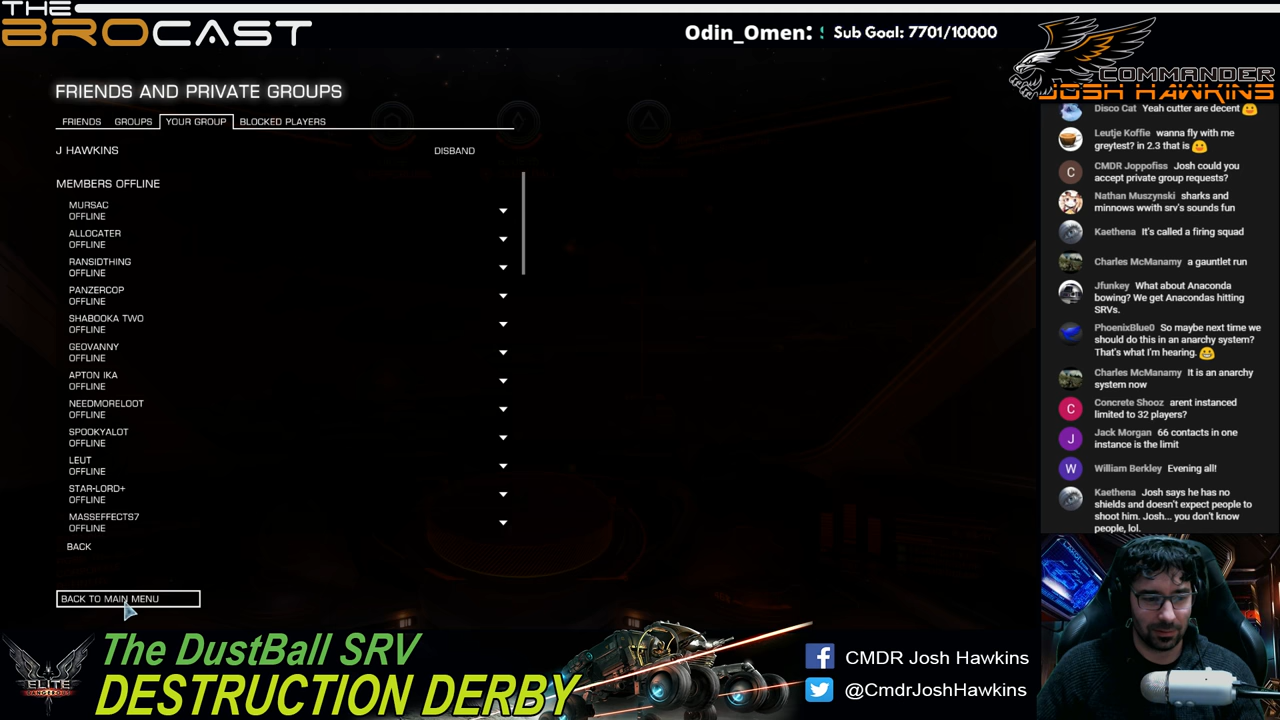 THE
BROCAST
Odin_Omen:
Sub Goal: 7701/10000
COMMANDER
JOSH HAWKINS
FRIENDS AND PRIVATE GROUPS
FRIENDS GROUPS YOUR GROUP BLOCKED PLAYERS
J HAWKINS DISBAND
MEMBERS OFFLINE
MURSAC
OFFLINE
ALLOCATER
OFFLINE
RANSIDTHING
OFFLINE
PANZERCOP
OFFLINE
SHABOOKA TWO
OFFLINE
GEOVANNY
OFFLINE
APTON IKA
OFFLINE
NEEDMORELOOT
OFFLINE
SPOOKYALOT
OFFLINE
LEUT
OFFLINE
STAR-LORD+
OFFLINE
MASSEFFECTS7
OFFLINE
BACK
BACK TO MAIN MENU
Disco Cat Yeah cutter are decent
Leutje Koffie wanna fly with me
greytest? in 2.3 that is
C
CMDR Joppofiss Josh could you
accept private group requests?
Nathan Muszynski sharks and
minnows wwith srv's sounds fun
Kaethena It's called a firing squad
Charles McManamy a gauntlet run
Jfunkey What about Anaconda
bowing? We get Anacondas hitting
SRVs.
PhoenixBlue0 So maybe next time we
should do this in an anarchy system?
That's what I'm hearing.
Charles McManamy It is an anarchy
system now
C
Concrete Shooz arent instanced
limited to 32 players?
J
Jack Morgan 66 contacts in one
instance is the limit
W
William Berkley Evening all!
Kaethena Josh says he has no
shields and doesn't expect people to
shoot him. Josh... you don't know
people, lol.
ELITE
DANGEROUS
The DustBall SRV
DESTRUCTION DERBY
CMDR Josh Hawkins
@CmdrJoshHawkins